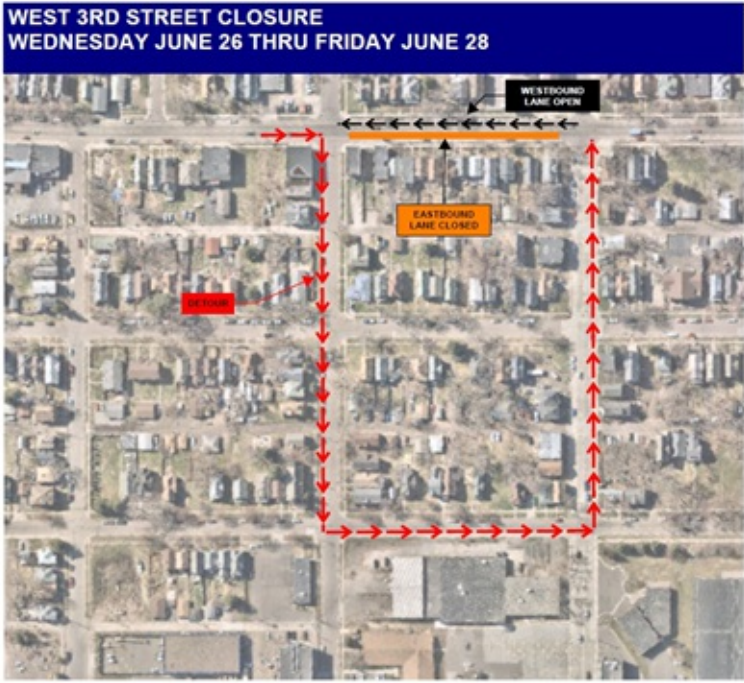 WEST 3RD STREET CLOSURE
WEDNESDAY JUNE 26 THRU FRIDAY JUNE 28
WESTBOUND
LANE OPEN
EASTBOUND
LANE CLOSED
DETOUR